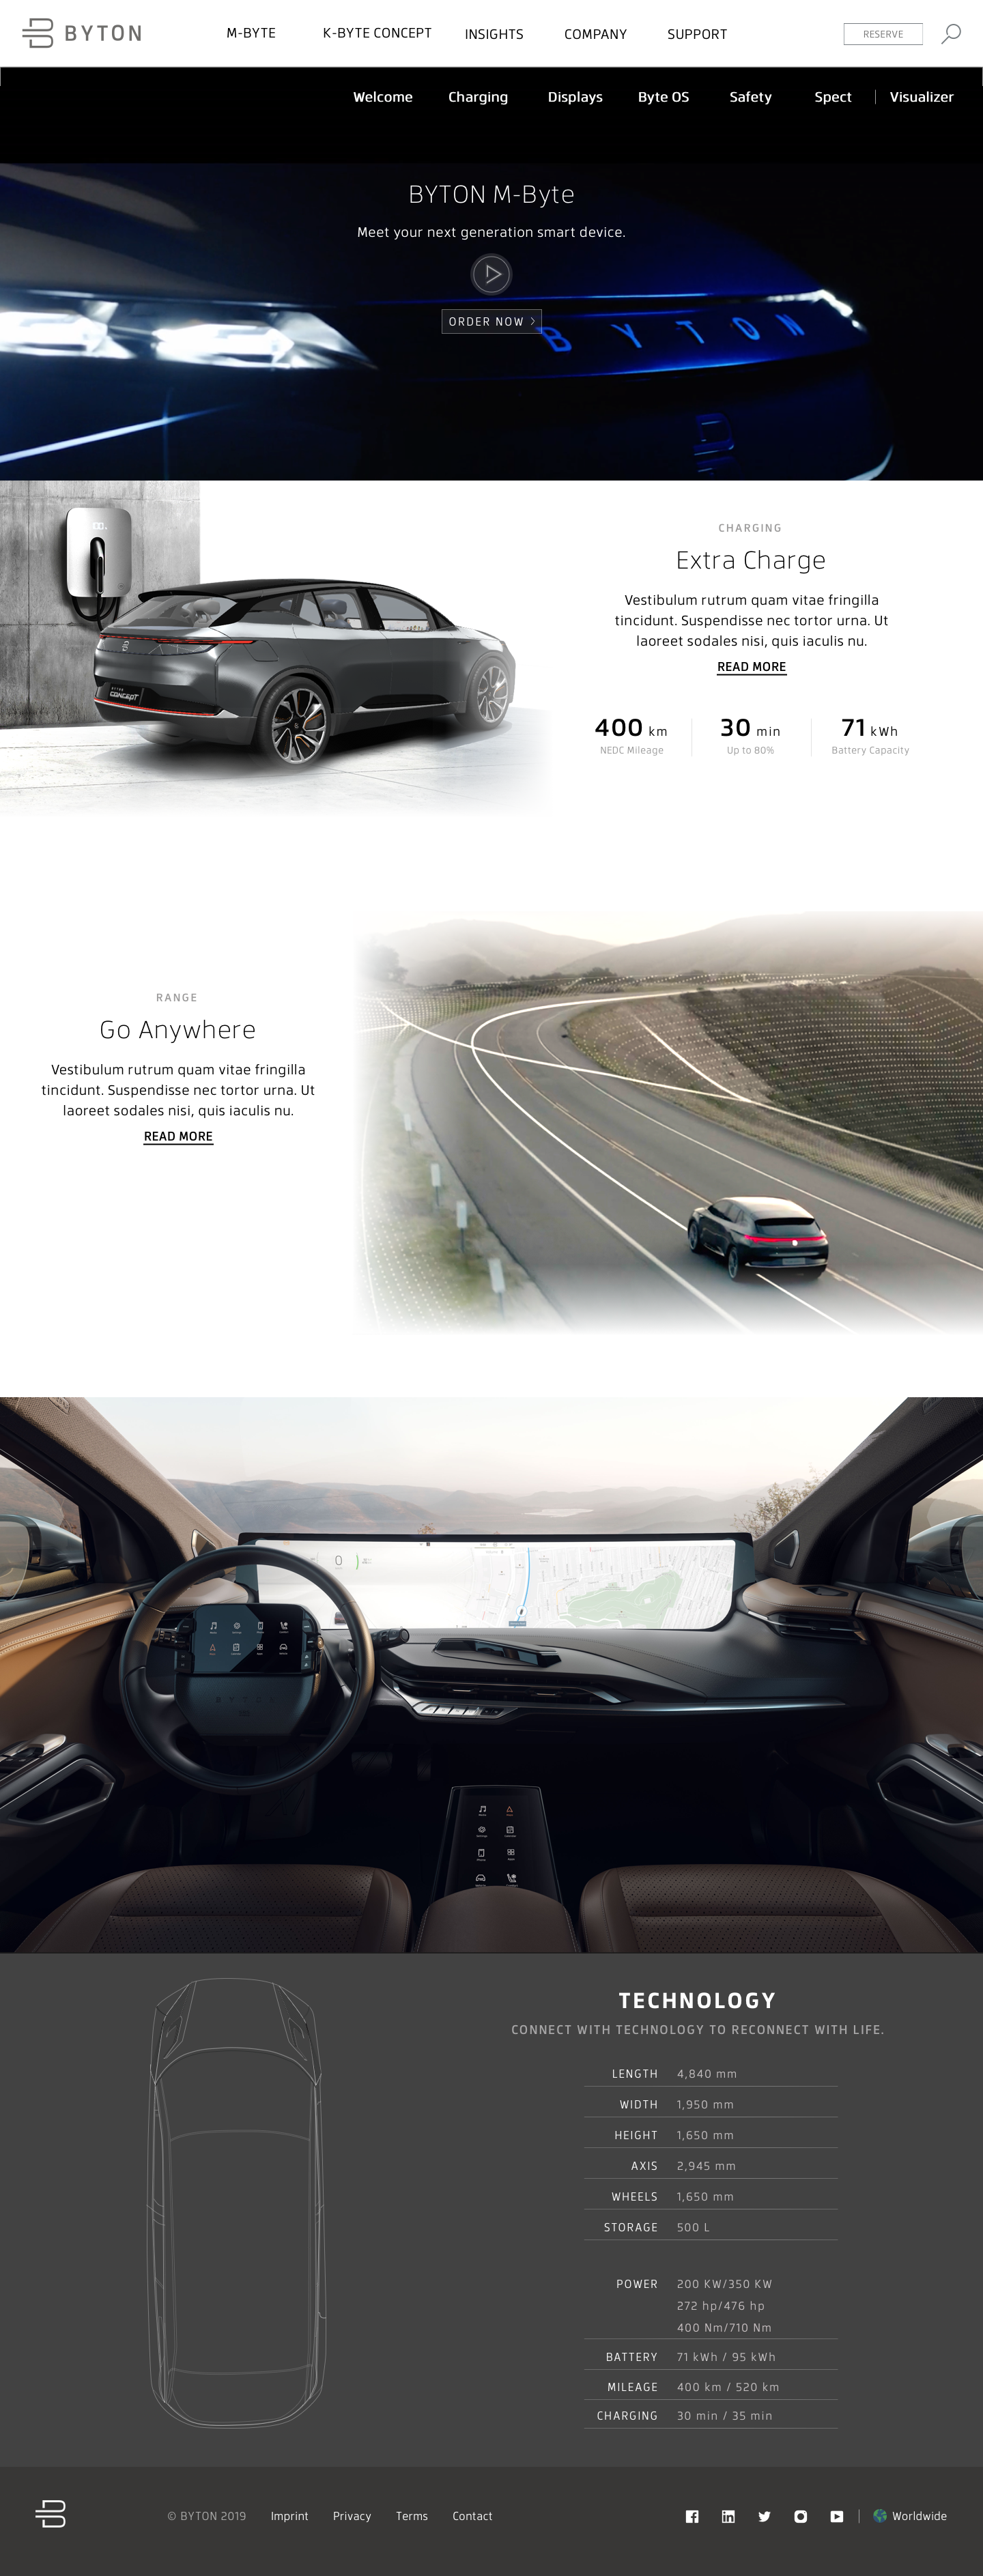 BYTON
M-BYTE
K-BYTE CONCEPT
INSIGHTS
COMPANY
SUPPORT
RESERVE
Welcome
Charging
Displays
Byte OS
Safety
Spect
Visualizer
BYTON M-Byte
Meet your next generation smart device.
ORDER NOW
BYTON
CHARGING
Extra Charge
Vestibulum rutrum quam vitae fringilla
tincidunt. Suspendisse nec tortor urna. Ut
laoreet sodales nisi, quis iaculis nu.
READ MORE
CONCEPT
400 km
NEDC Mileage
30 min
Up to 80%
71 kWh
Battery Capacity
RANGE
Go Anywhere
Vestibulum rutrum quam vitae fringilla
tincidunt. Suspendisse nec tortor urna. Ut
laoreet sodales nisi, quis iaculis nu.
READ MORE
0
TECHNOLOGY
CONNECT WITH TECHNOLOGY TO RECONNECT WITH LIFE.
LENGTH 4,840 mm
WIDTH 1,950 mm
HEIGHT 1,650 mm
AXIS 2,945 mm
WHEELS 1,650 mm
STORAGE 500 L
POWER 200 KW/350 KW
272 hp/476 hp
400 Nm/710 Nm
BATTERY 71 kWh / 95 kWh
MILEAGE 400 km / 520 km
CHARGING 30 min / 35 min
© BYTON 2019
Imprint
Privacy
Terms
Contact
Worldwide